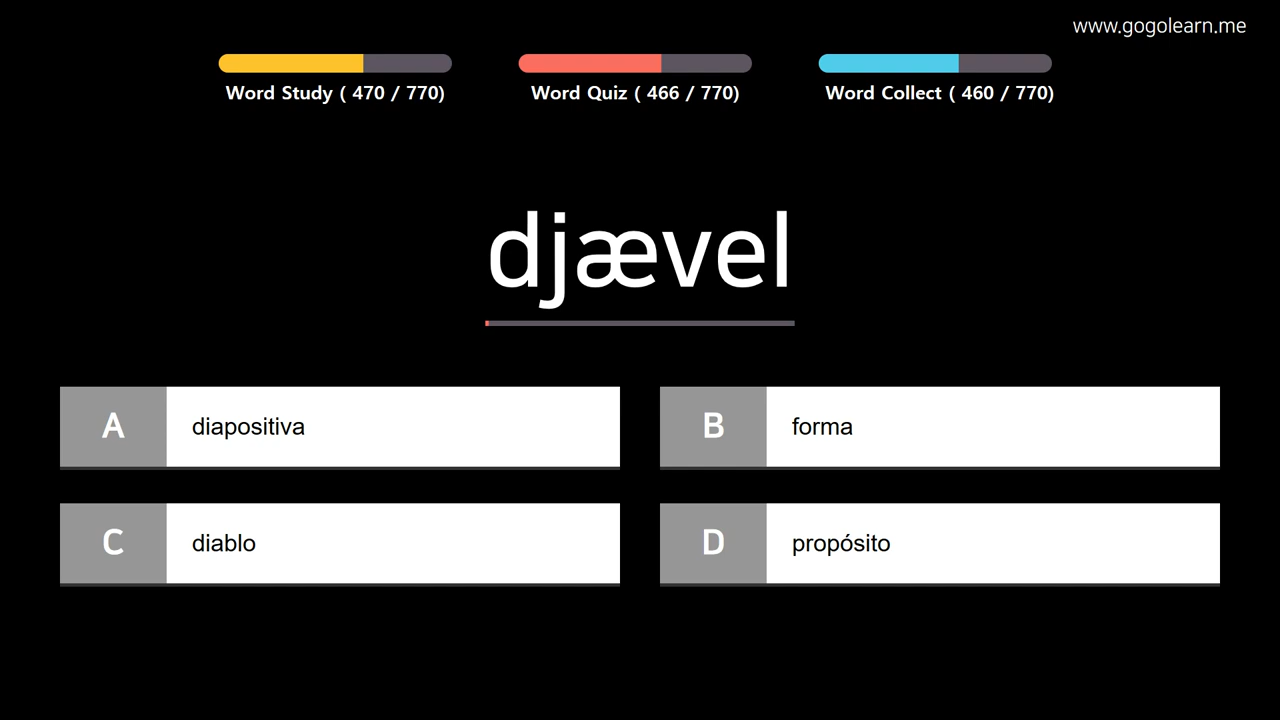 www.gogolearn.me
Word Study ( 470 / 770)
Word Quiz ( 466 / 770)
Word Collect ( 460 / 770)
djævel
A diapositiva
B forma
C diablo
D propósito